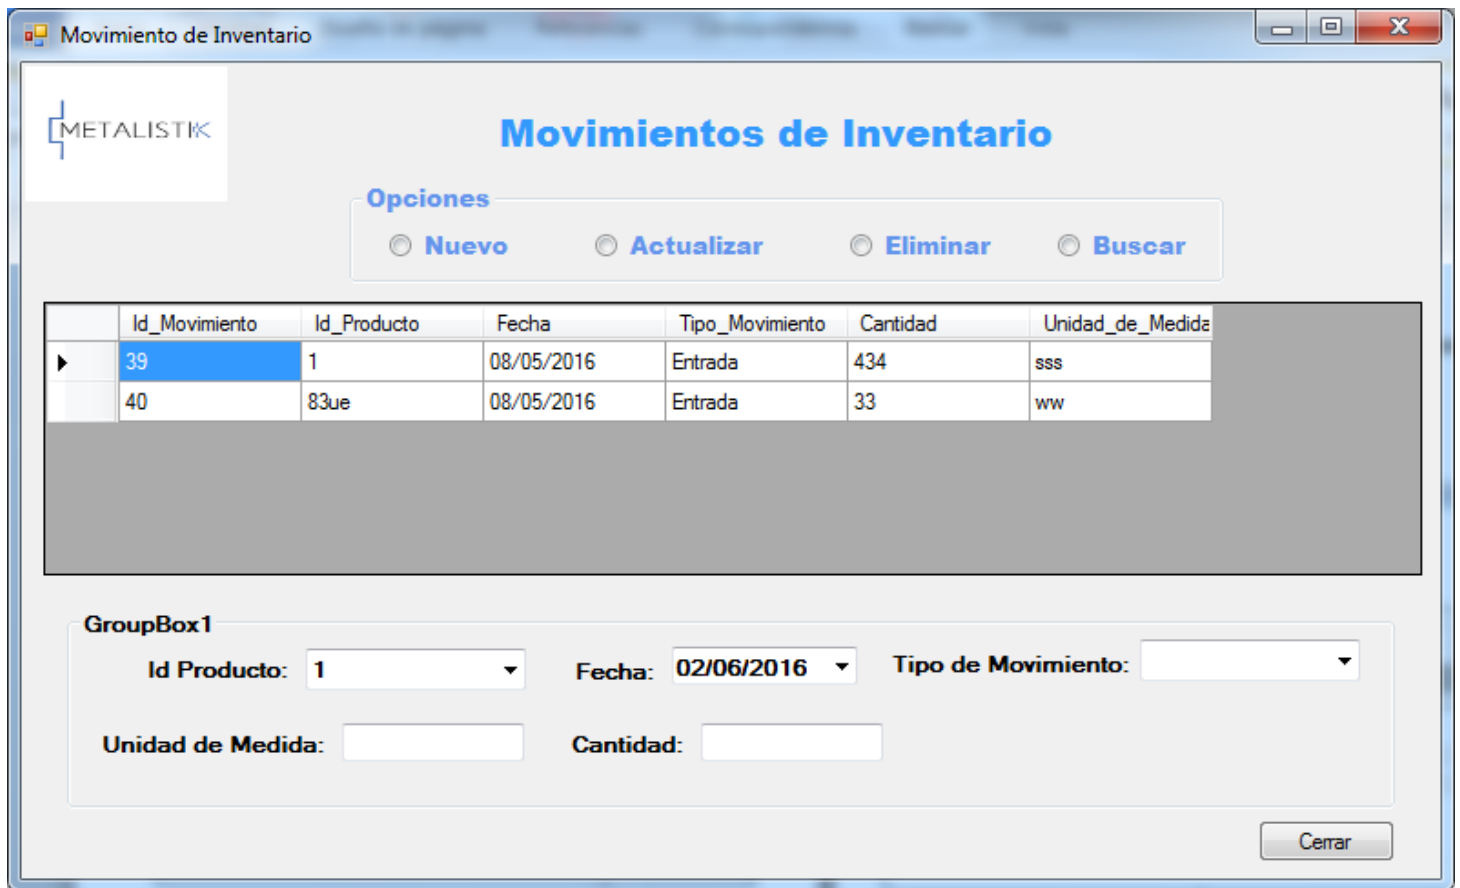 Movimiento de Inventario
METALISTIK
Movimientos de Inventario
Opciones
Nuevo Actualizar Eliminar Buscar
Id_Movimiento Id_Producto Fecha Tipo_Movimiento Cantidad Unidad_de_Medida
39 1 08/05/2016 Entrada 434 sss
40 83ue 08/05/2016 Entrada 33 ww
GroupBox1
Id Producto: 1 Fecha: 02/06/2016 Tipo de Movimiento:
Unidad de Medida: Cantidad:
Cerrar